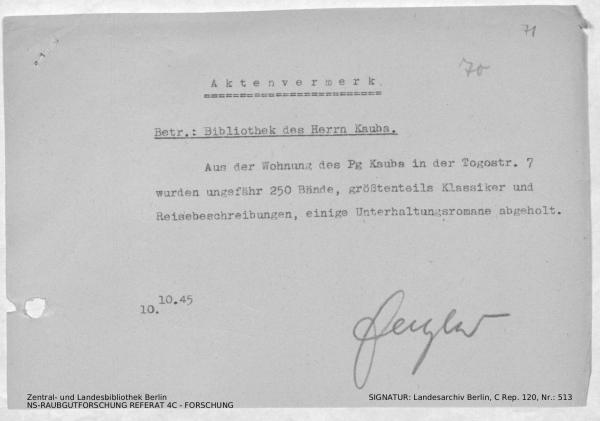 71
70
Aktenvermerk.
Betr.: Bibliothek des Herrn Kauba.
Aus der Wohnung des Pg Kauba in der Togostr. 7
wurden ungefähr 250 Bände, größtenteils Klassiker und
Reisebeschreibungen, einige Unterhaltungsromane abgeholt.
10.10.45
Zentral- und Landesbibliothek Berlin
NS-RAUBGUTFORSCHUNG REFERAT 4C - FORSCHUNG
SIGNATUR: Landesarchiv Berlin, C Rep. 120, Nr.: 513